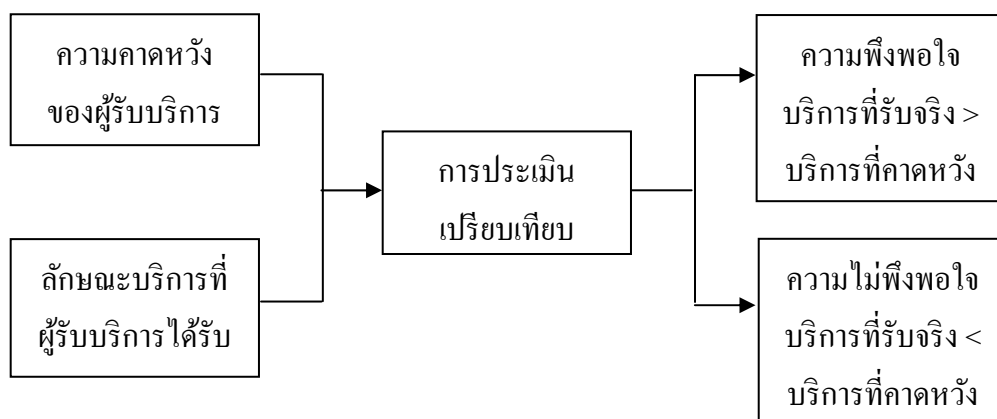 ความคาดหวัง
ของผู้รับบริการ
ลักษณะบริการที่
ผู้รับบริการได้รับ
การประเมิน
เปรียบเทียบ
ความพึงพอใจ
บริการที่รับจริง >
บริการที่คาดหวัง
ความไม่พึงพอใจ
บริการที่รับจริง <
บริการที่คาดหวัง